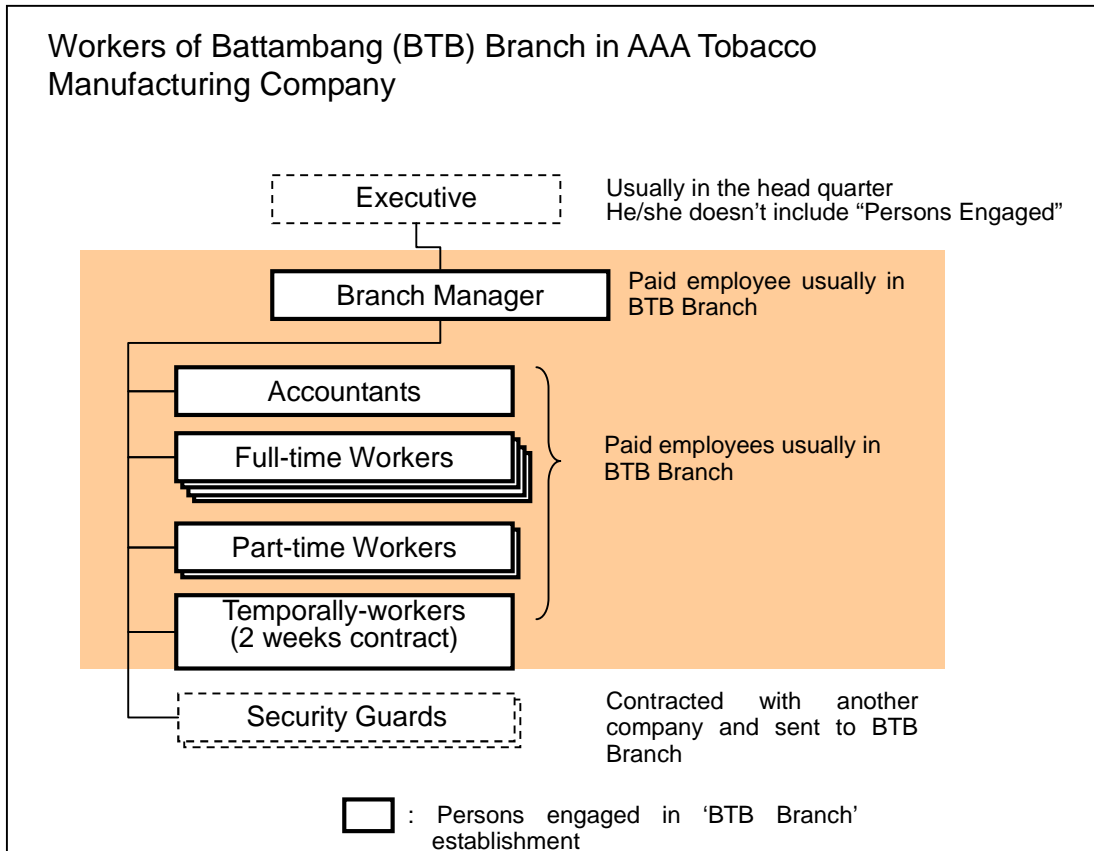 Workers of Battambang (BTB) Branch in AAA Tobacco
Manufacturing Company
Executive
Usually in the head quarter
He/she doesn’t include “Persons Engaged”
Branch Manager
Paid employee usually in
BTB Branch
Accountants
Full-time Workers
Paid employees usually in
BTB Branch
Part-time Workers
Temporally-workers
(2 weeks contract)
Security Guards
Contracted with another
company and sent to BTB
Branch
: Persons engaged in ‘BTB Branch’
establishment